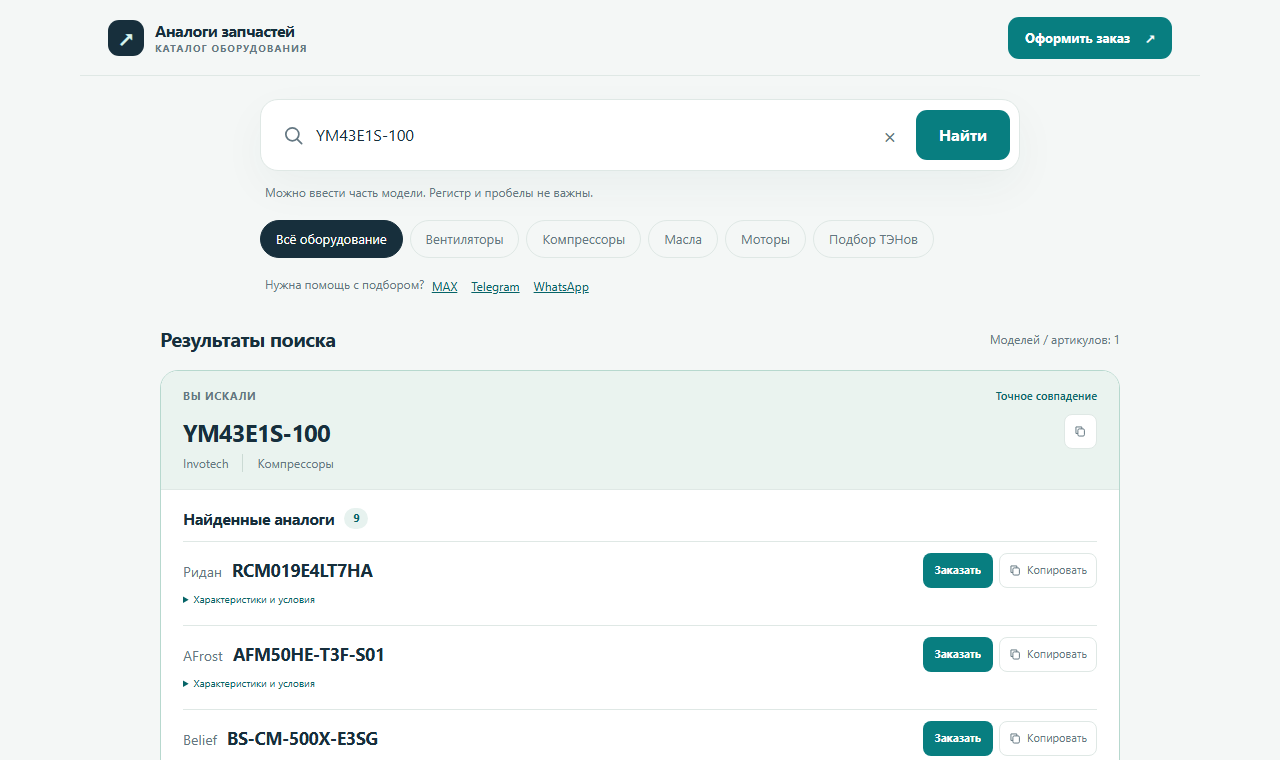 Аналоги запчастей
КАТАЛОГ ОБОРУДОВАНИЯ
Оформить заказ ↗
YM43E1S-100 × Найти
Можно ввести часть модели. Регистр и пробелы не важны.
Всё оборудование Вентиляторы Компрессоры Масла Моторы Подбор ТЭНов
Нужна помощь с подбором? MAX Telegram WhatsApp
Результаты поиска Моделей / артикулов: 1
ВЫ ИСКАЛИ Точное совпадение
YM43E1S-100
Invotech Компрессоры
Найденные аналоги 9
Ридан RCM019E4LT7HA Заказать Копировать
Характеристики и условия
AFrost AFM50HE-T3F-S01 Заказать Копировать
Характеристики и условия
Belief BS-CM-500X-E3SG Заказать Копировать